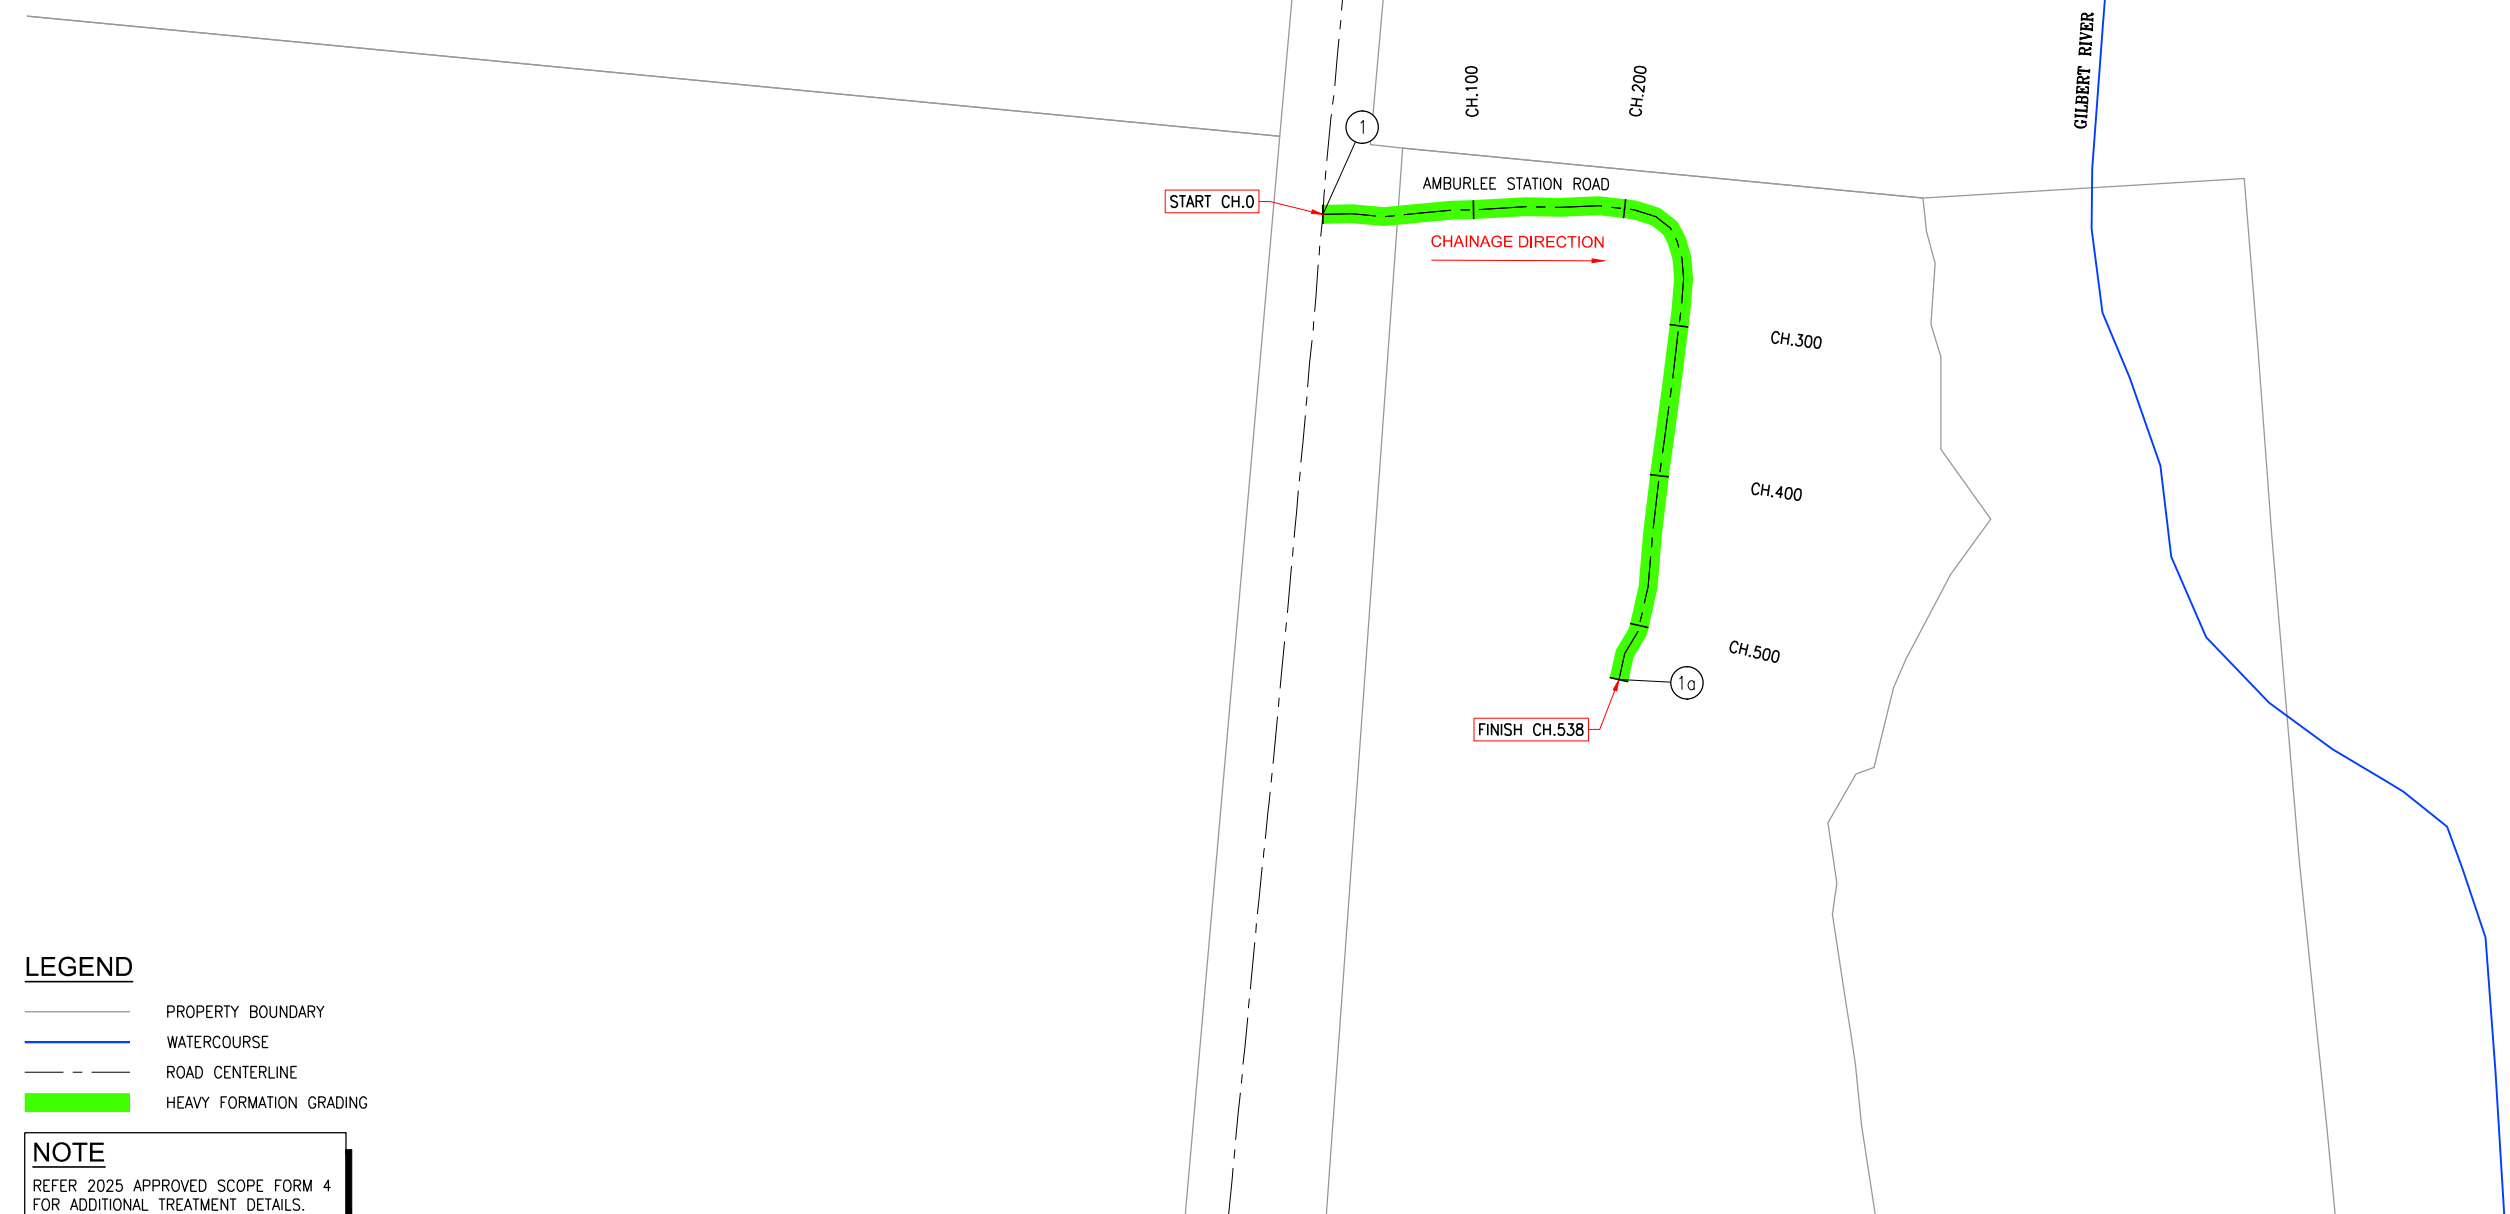 GILBERT RIVER
CH.100
CH.200
1
AMBURLEE STATION ROAD
START CH.0
CHAINAGE DIRECTION
CH.300
CH.400
CH.500
1a
FINISH CH.538
LEGEND
PROPERTY BOUNDARY
WATERCOURSE
ROAD CENTERLINE
HEAVY FORMATION GRADING
NOTE
REFER 2025 APPROVED SCOPE FORM 4
FOR ADDITIONAL TREATMENT DETAILS.